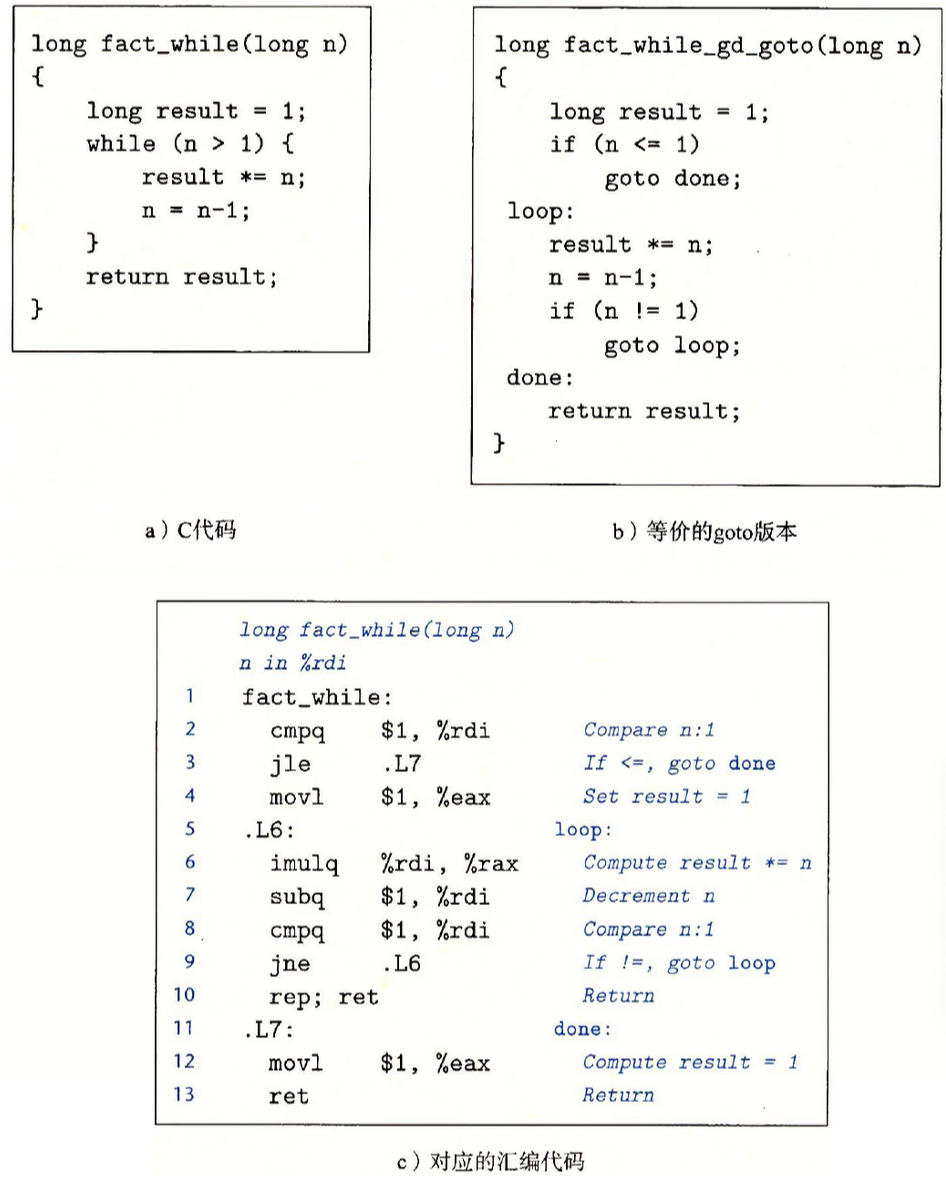 long fact_while(long n)
{
    long result = 1;
    while (n > 1) {
        result *= n;
        n = n-1;
    }
    return result;
}
a）C代码
long fact_while_gd_goto(long n)
{
    long result = 1;
    if (n <= 1)
        goto done;
 loop:
    result *= n;
    n = n-1;
    if (n != 1)
        goto loop;
 done:
    return result;
}
b）等价的goto版本
long fact_while(long n)
n in %rdi
1 fact_while:
2 cmpq $1, %rdi Compare n:1
3 jle .L7 If <=, goto done
4 movl $1, %eax Set result = 1
5 .L6: loop:
6 imulq %rdi, %rax Compute result *= n
7 subq $1, %rdi Decrement n
8 cmpq $1, %rdi Compare n:1
9 jne .L6 If !=, goto loop
10 rep; ret Return
11 .L7: done:
12 movl $1, %eax Compute result = 1
13 ret Return
c）对应的汇编代码